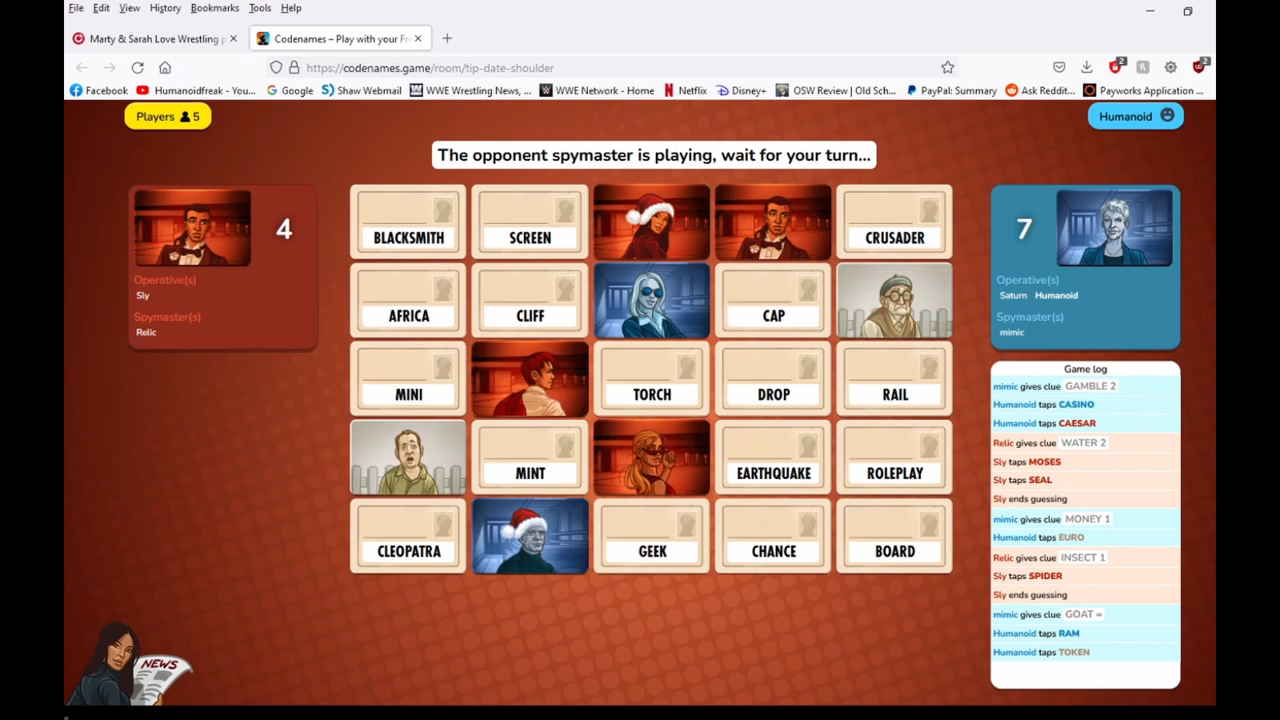 File Edit View History Bookmarks Tools Help
Marty & Sarah Love Wrestling p
Codenames – Play with your Fri
https://codenames.game/room/tip-date-shoulder
2 2
Facebook Humanoidfreak - You... Google Shaw Webmail WWE Wrestling News, ... WWE Network - Home Netflix Disney+ OSW Review | Old Sch... PayPal: Summary Ask Reddit... Payworks Application ...
Players 5
Humanoid
The opponent spymaster is playing, wait for your turn...
4
Operative(s)
Sly
Spymaster(s)
Relic
BLACKSMITH SCREEN CRUSADER
AFRICA CLIFF CAP
MINI TORCH DROP RAIL
MINT EARTHQUAKE ROLEPLAY
CLEOPATRA GEEK CHANCE BOARD
7
Operative(s)
Saturn Humanoid
Spymaster(s)
mimic
Game log
mimic gives clue GAMBLE 2
Humanoid taps CASINO
Humanoid taps CAESAR
Relic gives clue WATER 2
Sly taps MOSES
Sly taps SEAL
Sly ends guessing
mimic gives clue MONEY 1
Humanoid taps EURO
Relic gives clue INSECT 1
Sly taps SPIDER
Sly ends guessing
mimic gives clue GOAT ∞
Humanoid taps RAM
Humanoid taps TOKEN
NEWS